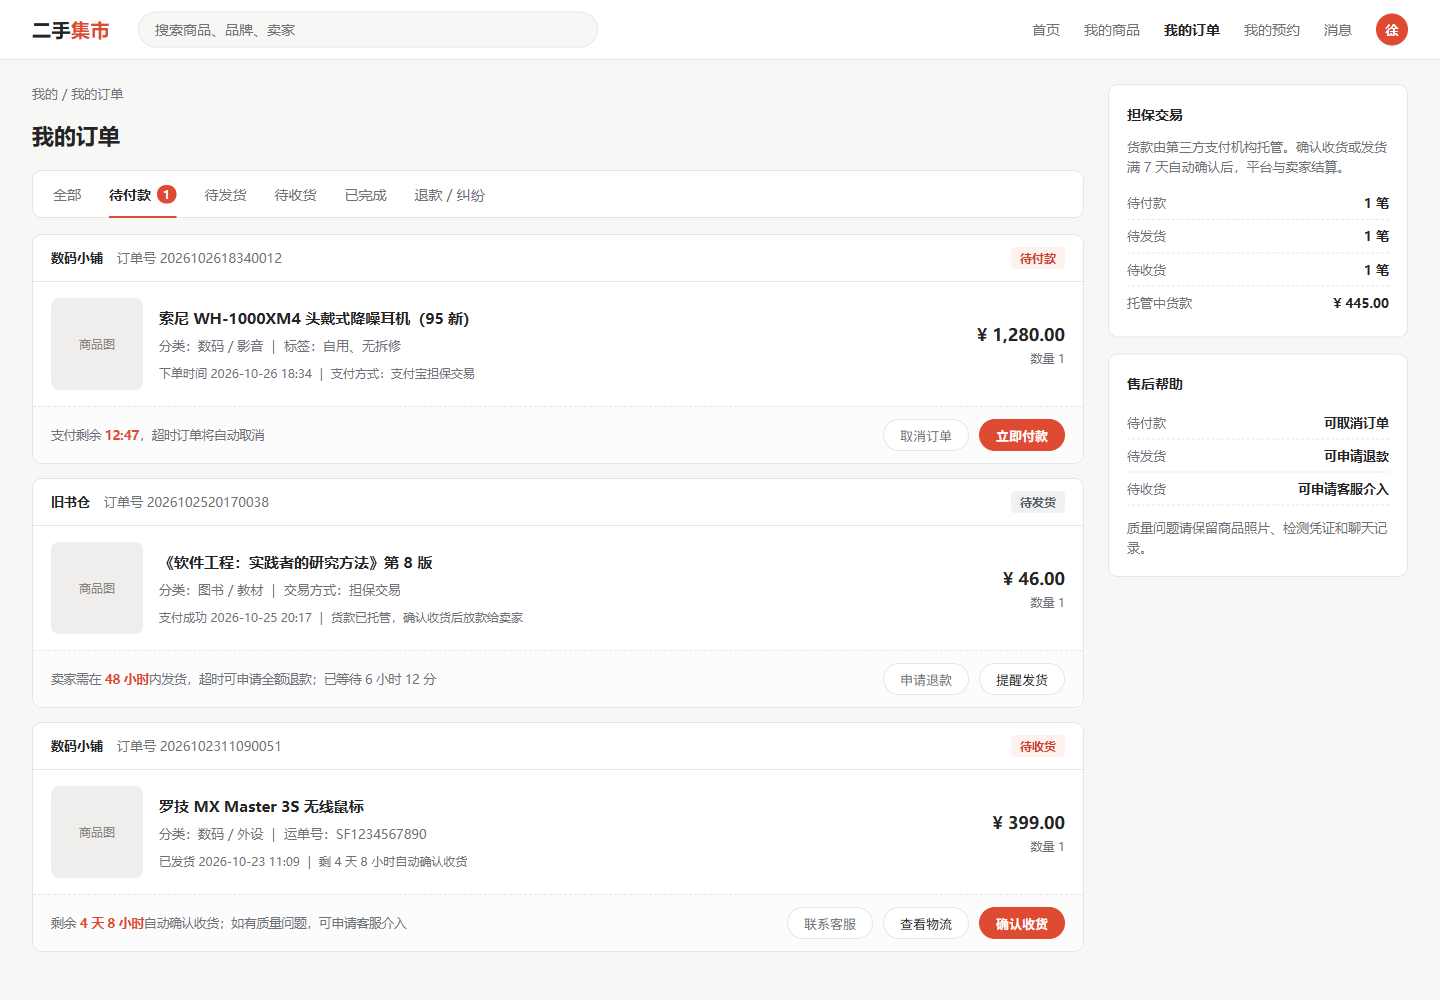 二手集市
搜索商品、品牌、卖家
首页 我的商品 我的订单 我的预约 消息 徐
我的 / 我的订单
我的订单
全部 待付款 1 待发货 待收货 已完成 退款 / 纠纷
数码小铺 订单号 2026102618340012 待付款
商品图
索尼 WH-1000XM4 头戴式降噪耳机（95 新）
分类：数码 / 影音 | 标签：自用、无拆修
下单时间 2026-10-26 18:34 | 支付方式：支付宝担保交易
¥ 1,280.00
数量 1
支付剩余 12:47，超时订单将自动取消
取消订单 立即付款
旧书仓 订单号 2026102520170038 待发货
商品图
《软件工程：实践者的研究方法》第 8 版
分类：图书 / 教材 | 交易方式：担保交易
支付成功 2026-10-25 20:17 | 货款已托管，确认收货后放款给卖家
¥ 46.00
数量 1
卖家需在 48 小时内发货，超时可申请全额退款；已等待 6 小时 12 分
申请退款 提醒发货
数码小铺 订单号 2026102311090051 待收货
商品图
罗技 MX Master 3S 无线鼠标
分类：数码 / 外设 | 运单号：SF1234567890
已发货 2026-10-23 11:09 | 剩 4 天 8 小时自动确认收货
¥ 399.00
数量 1
剩余 4 天 8 小时自动确认收货；如有质量问题，可申请客服介入
联系客服 查看物流 确认收货
担保交易
货款由第三方支付机构托管。确认收货或发货
满 7 天自动确认后，平台与卖家结算。
待付款 1 笔
待发货 1 笔
待收货 1 笔
托管中货款 ¥ 445.00
售后帮助
待付款 可取消订单
待发货 可申请退款
待收货 可申请客服介入
质量问题请保留商品照片、检测凭证和聊天记
录。